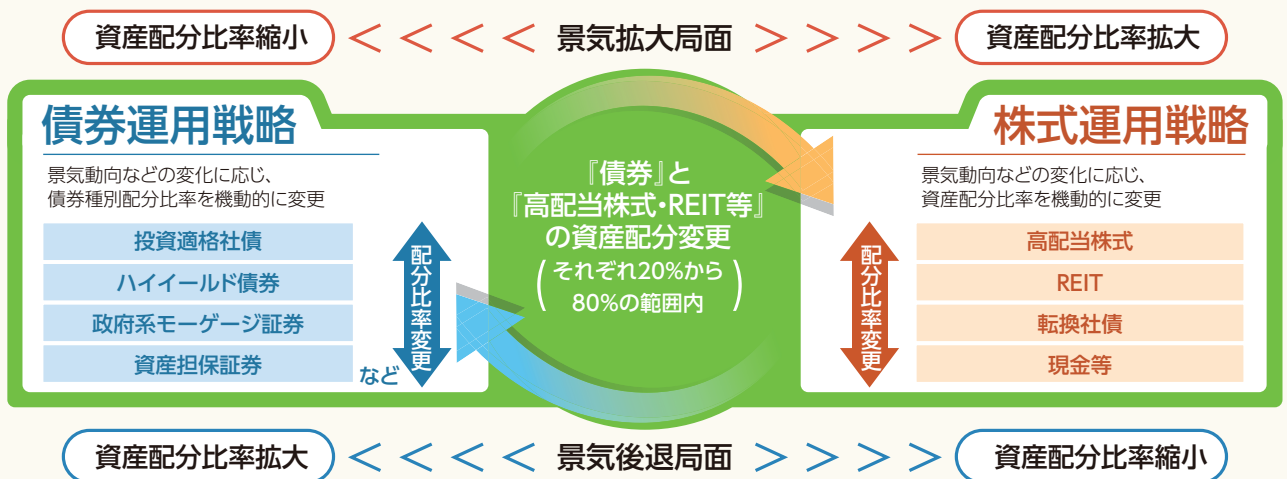 資産配分比率縮小 ＜ ＜ ＜ ＜ ＜ 景気拡大局面 ＞ ＞ ＞ ＞ ＞ 資産配分比率拡大
債券運用戦略
景気動向などの変化に応じ、
債券種別配分比率を機動的に変更
投資適格社債
ハイイールド債券
政府系モーゲージ証券
資産担保証券
など
配分比率変更
『債券』と
『高配当株式・REIT等』
の資産配分変更
(それぞれ20%から
80%の範囲内)
株式運用戦略
景気動向などの変化に応じ、
資産配分比率を機動的に変更
配分比率変更
高配当株式
REIT
転換社債
現金等
資産配分比率拡大 ＜ ＜ ＜ ＜ ＜ 景気後退局面 ＞ ＞ ＞ ＞ ＞ 資産配分比率縮小